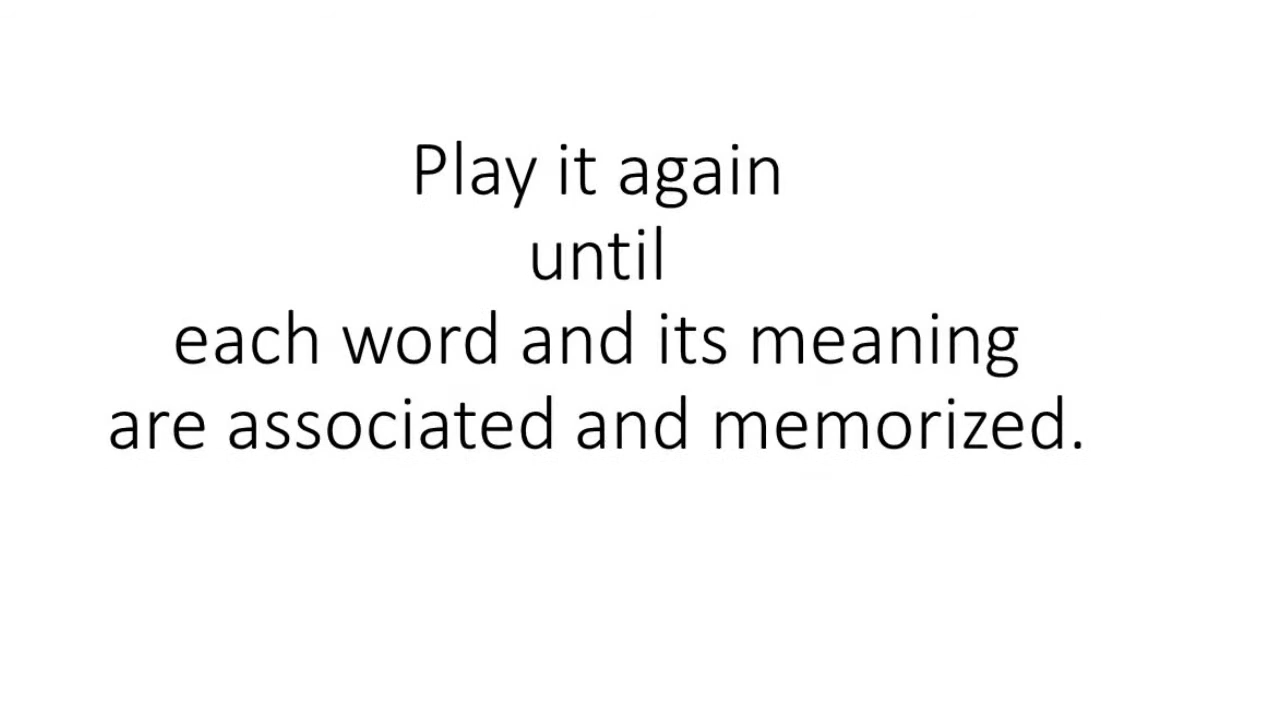 Play it again
until
each word and its meaning
are associated and memorized.